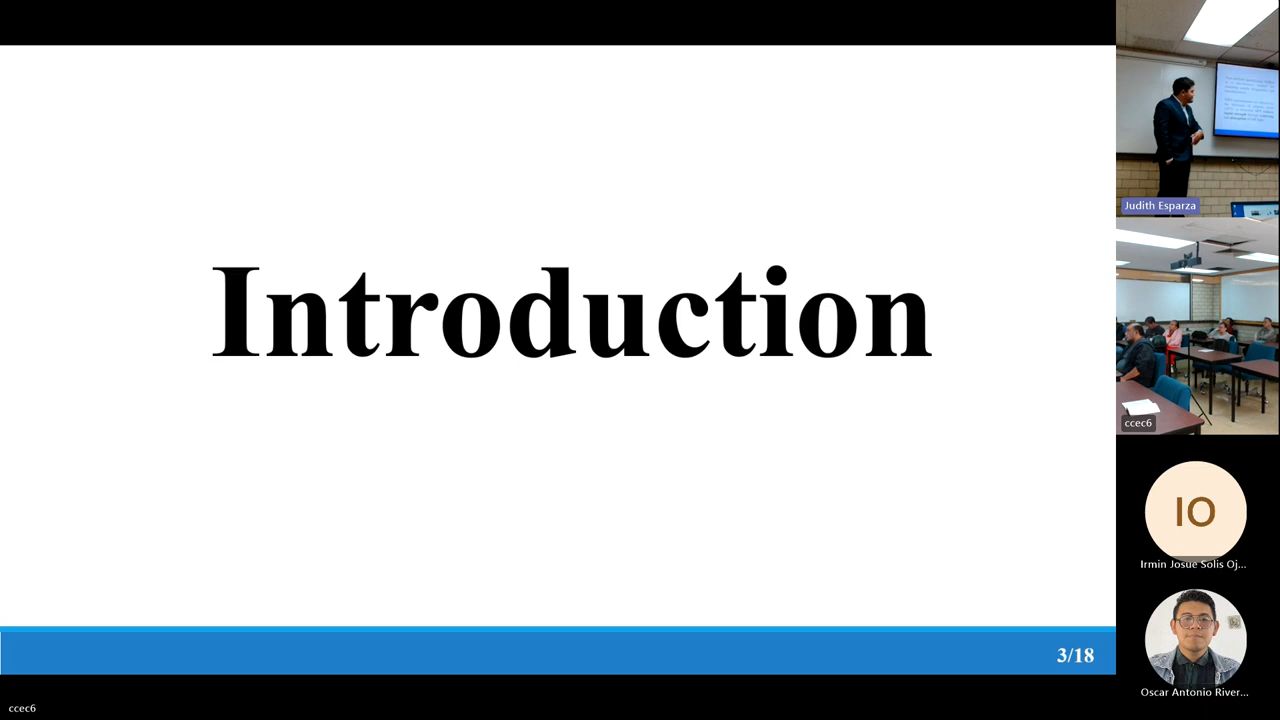 Introduction
3/18
Judith Esparza
ccec6
IO
Irmin Josue Solis Oj...
Oscar Antonio River...
ccec6